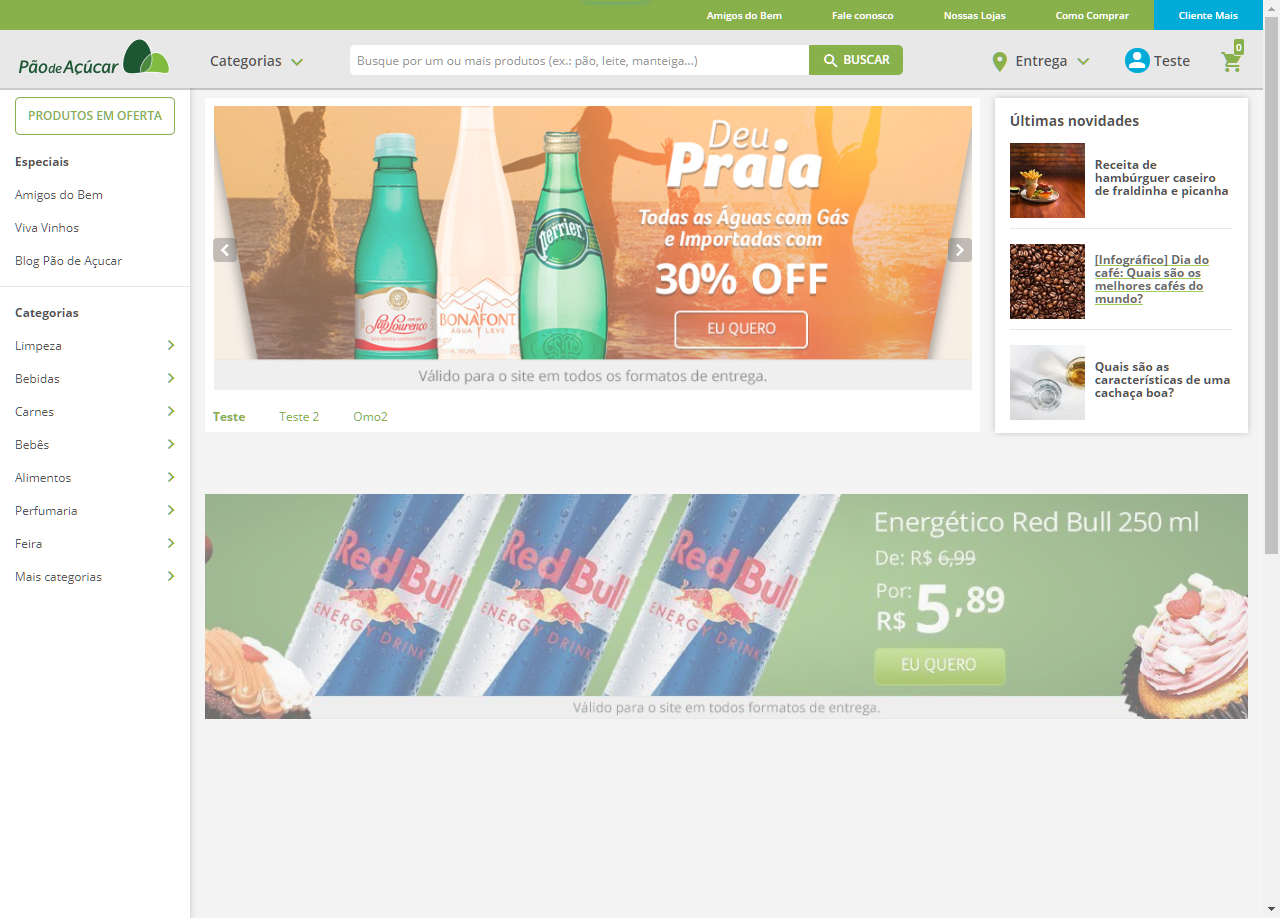 Amigos do Bem
Fale conosco
Nossas Lojas
Como Comprar
Cliente Mais
Pão de Açúcar
Categorias
Busque por um ou mais produtos (ex.: pão, leite, manteiga...)
BUSCAR
Entrega
Teste
0
PRODUTOS EM OFERTA
Especiais
Amigos do Bem
Viva Vinhos
Blog Pão de Açucar
Categorias
Limpeza
Bebidas
Carnes
Bebês
Alimentos
Perfumaria
Feira
Mais categorias
Deu
Praia
Todas as Águas com Gás
e Importadas com
30% OFF
EU QUERO
perrier
São Lourenço
BONAFONT
ÁGUA LEVE
Válido para o site em todos os formatos de entrega.
Teste
Teste 2
Omo2
Últimas novidades
Receita de
hambúrguer caseiro
de fraldinha e picanha
[Infográfico] Dia do
café: Quais são os
melhores cafés do
mundo?
Quais são as
características de uma
cachaça boa?
Red Bull
ENERGY DRINK
Red Bull
ENERGY DRINK
Red Bull
ENERGY DRINK
Energético Red Bull 250 ml
De: R$ 6,99
Por:
R$ 5,89
EU QUERO
Válido para o site em todos formatos de entrega.